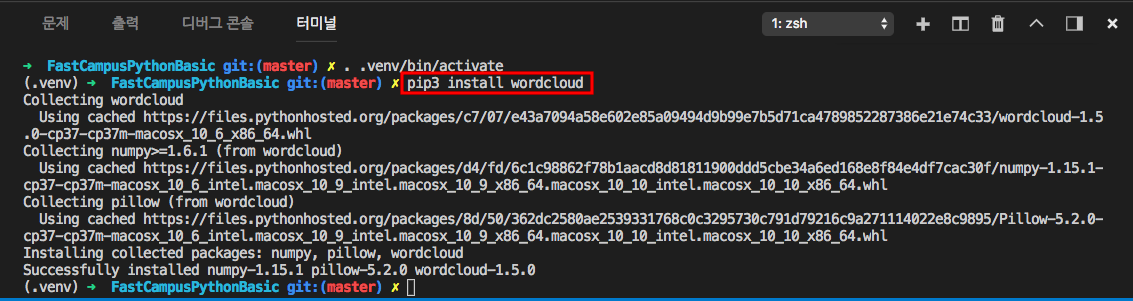 문제 출력 디버그 콘솔 터미널 1: zsh
➜ FastCampusPythonBasic git:(master) ✗ . .venv/bin/activate
(.venv) ➜ FastCampusPythonBasic git:(master) ✗ pip3 install wordcloud
Collecting wordcloud
Using cached https://files.pythonhosted.org/packages/c7/07/e43a7094a58e602e85a09494d9b99e7b5d71ca4789852287386e21e74c33/wordcloud-1.5
.0-cp37-cp37m-macosx_10_6_x86_64.whl
Collecting numpy>=1.6.1 (from wordcloud)
Using cached https://files.pythonhosted.org/packages/d4/fd/6c1c98862f78b1aacd8d81811900ddd5cbe34a6ed168e8f84e4df7cac30f/numpy-1.15.1-
cp37-cp37m-macosx_10_6_intel.macosx_10_9_intel.macosx_10_9_x86_64.macosx_10_10_intel.macosx_10_10_x86_64.whl
Collecting pillow (from wordcloud)
Using cached https://files.pythonhosted.org/packages/8d/50/362dc2580ae2539331768c0c3295730c791d79216c9a271114022e8c9895/Pillow-5.2.0-
cp37-cp37m-macosx_10_6_intel.macosx_10_9_intel.macosx_10_9_x86_64.macosx_10_10_intel.macosx_10_10_x86_64.whl
Installing collected packages: numpy, pillow, wordcloud
Successfully installed numpy-1.15.1 pillow-5.2.0 wordcloud-1.5.0
(.venv) ➜ FastCampusPythonBasic git:(master) ✗